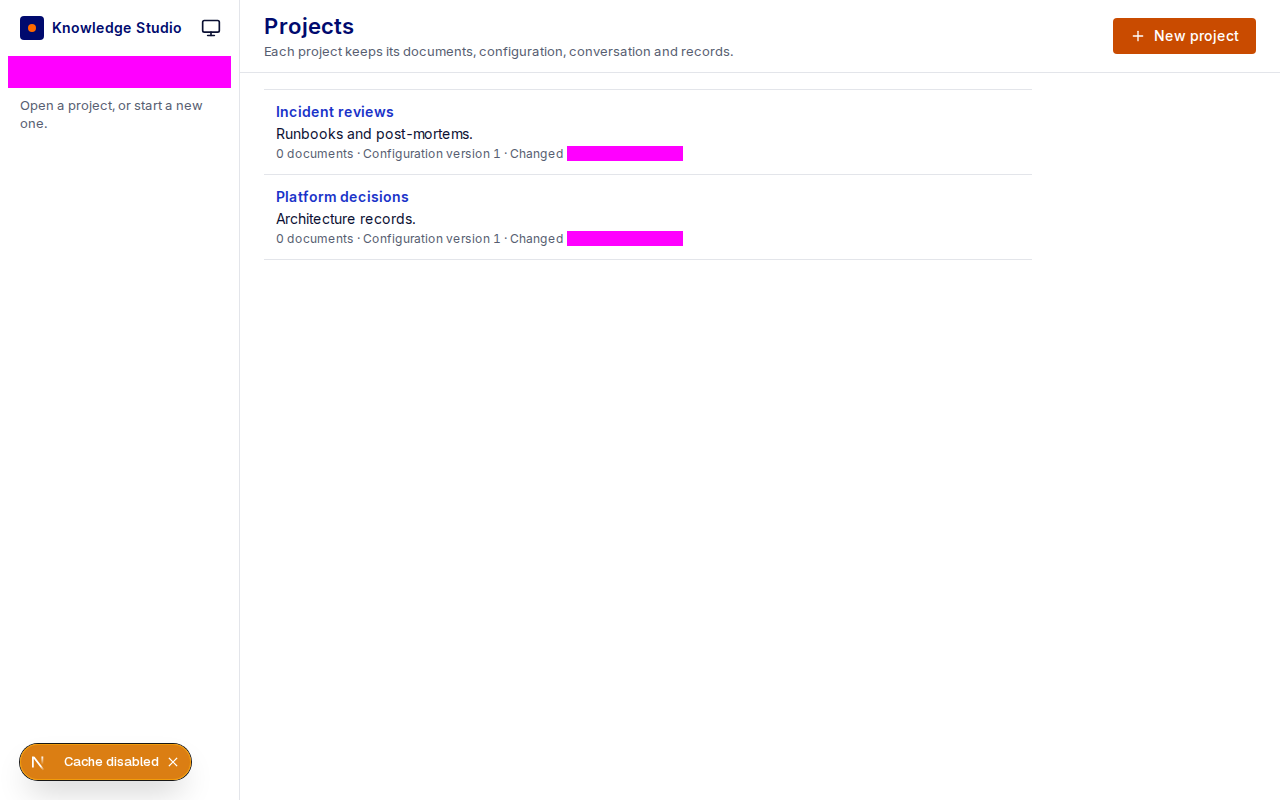 Knowledge Studio
Open a project, or start a new
one.
Projects
Each project keeps its documents, configuration, conversation and records.
New project
Incident reviews
Runbooks and post-mortems.
0 documents · Configuration version 1 · Changed
Platform decisions
Architecture records.
0 documents · Configuration version 1 · Changed
Cache disabled